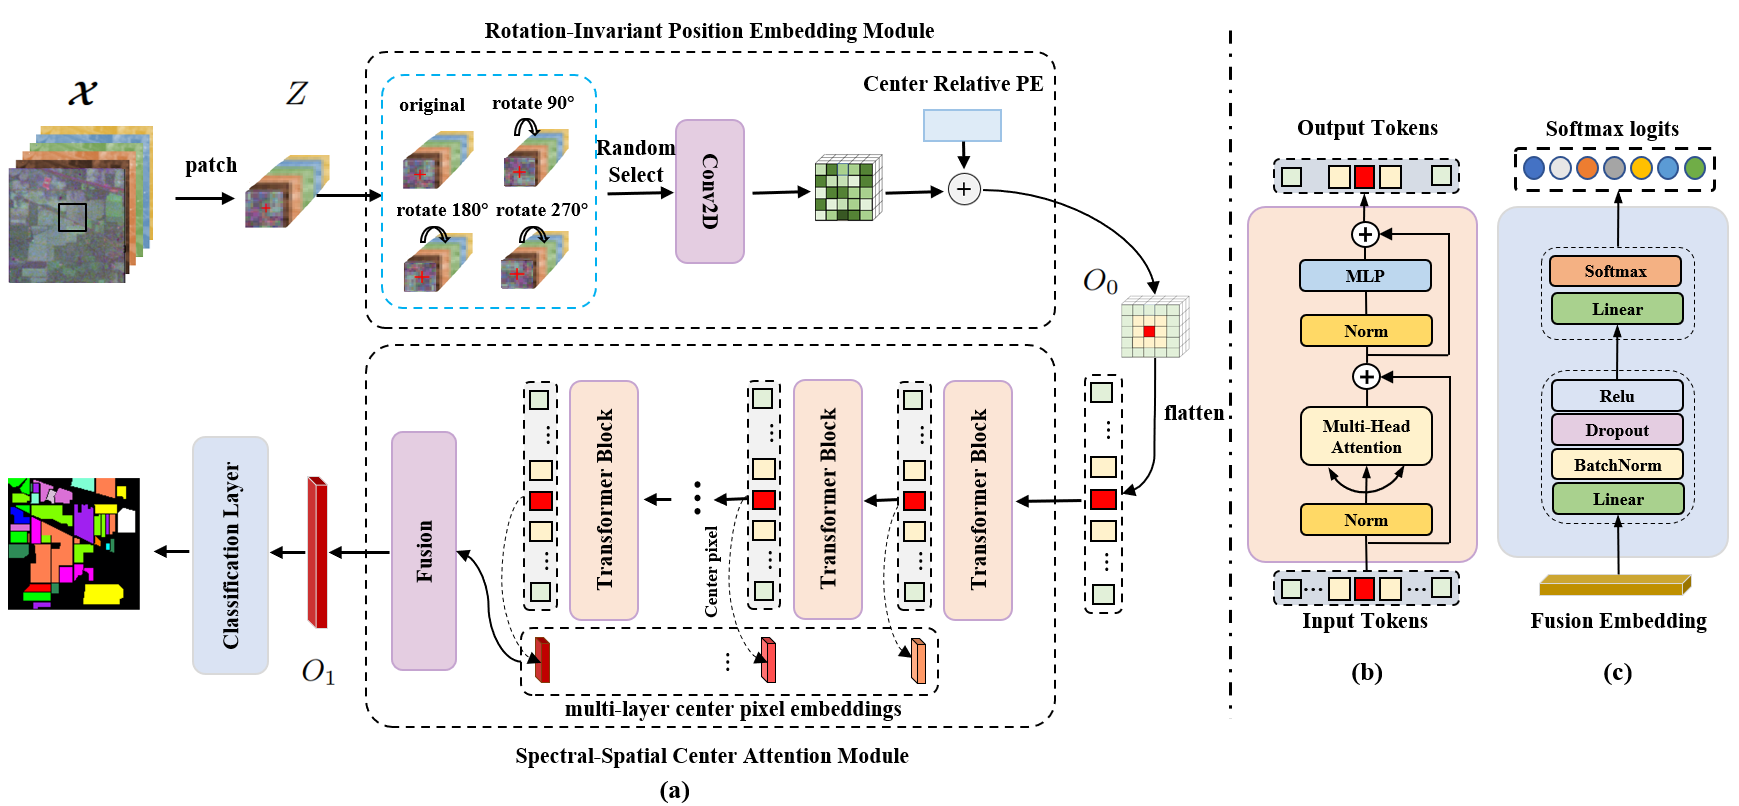 Rotation-Invariant Position Embedding Module
𝒳
Z
patch
original
rotate 90°
rotate 180°
rotate 270°
Random
Select
Conv2D
Center Relative PE
+
O₀
flatten
Transformer Block
Transformer Block
Transformer Block
Center pixel
multi-layer center pixel embeddings
Fusion
O₁
Classification Layer
Spectral-Spatial Center Attention Module
(a)
Output Tokens
+
MLP
Norm
+
Multi-Head
Attention
Norm
Input Tokens
(b)
Softmax logits
Softmax
Linear
Relu
Dropout
BatchNorm
Linear
Fusion Embedding
(c)